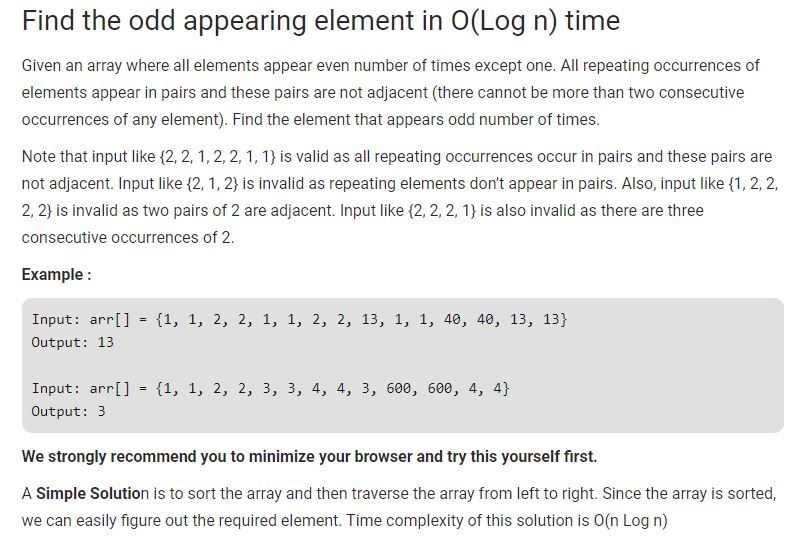 Find the odd appearing element in O(Log n) time
Given an array where all elements appear even number of times except one. All repeating occurrences of
elements appear in pairs and these pairs are not adjacent (there cannot be more than two consecutive
occurrences of any element). Find the element that appears odd number of times.
Note that input like {2, 2, 1, 2, 2, 1, 1} is valid as all repeating occurrences occur in pairs and these pairs are
not adjacent. Input like {2, 1, 2} is invalid as repeating elements don't appear in pairs. Also, input like {1, 2, 2,
2, 2} is invalid as two pairs of 2 are adjacent. Input like {2, 2, 2, 1} is also invalid as there are three
consecutive occurrences of 2.
Example :
Input: arr[] = {1, 1, 2, 2, 1, 1, 2, 2, 13, 1, 1, 40, 40, 13, 13}
Output: 13
Input: arr[] = {1, 1, 2, 2, 3, 3, 4, 4, 3, 600, 600, 4, 4}
Output: 3
We strongly recommend you to minimize your browser and try this yourself first.
A Simple Solution is to sort the array and then traverse the array from left to right. Since the array is sorted,
we can easily figure out the required element. Time complexity of this solution is O(n Log n)